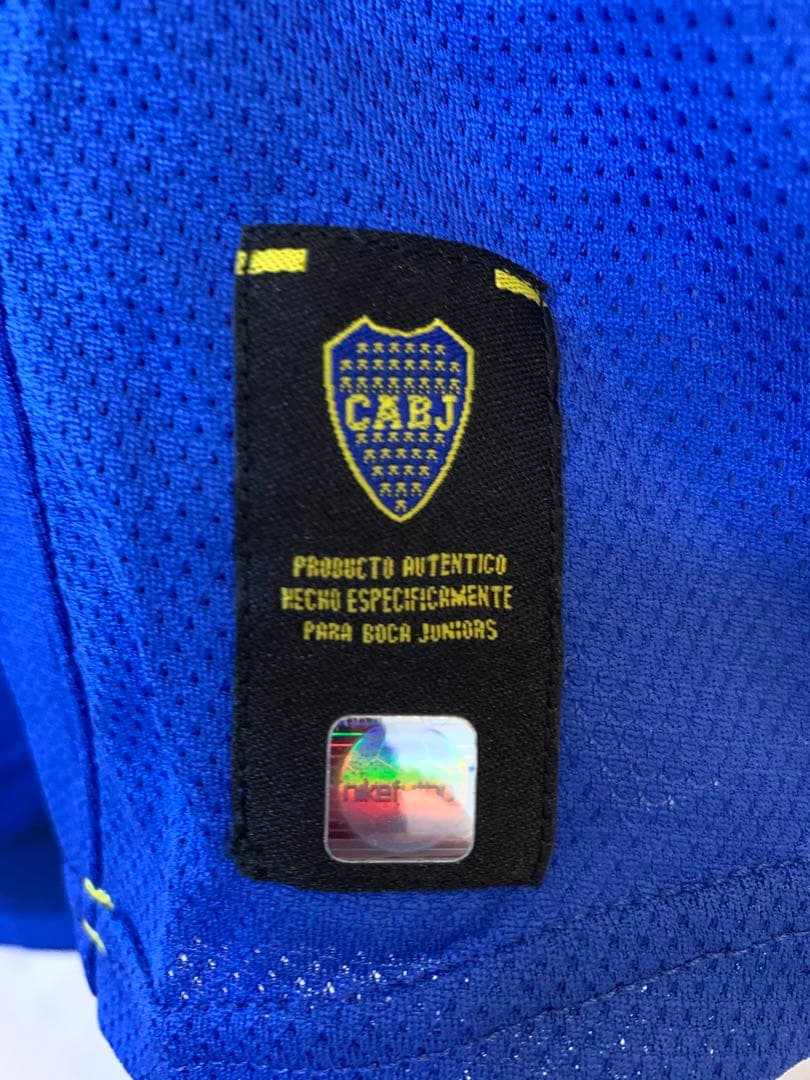 CABJ
PRODUCTO AUTENTICO
HECHO ESPECIFICAMENTE
PARA BOCA JUNIORS